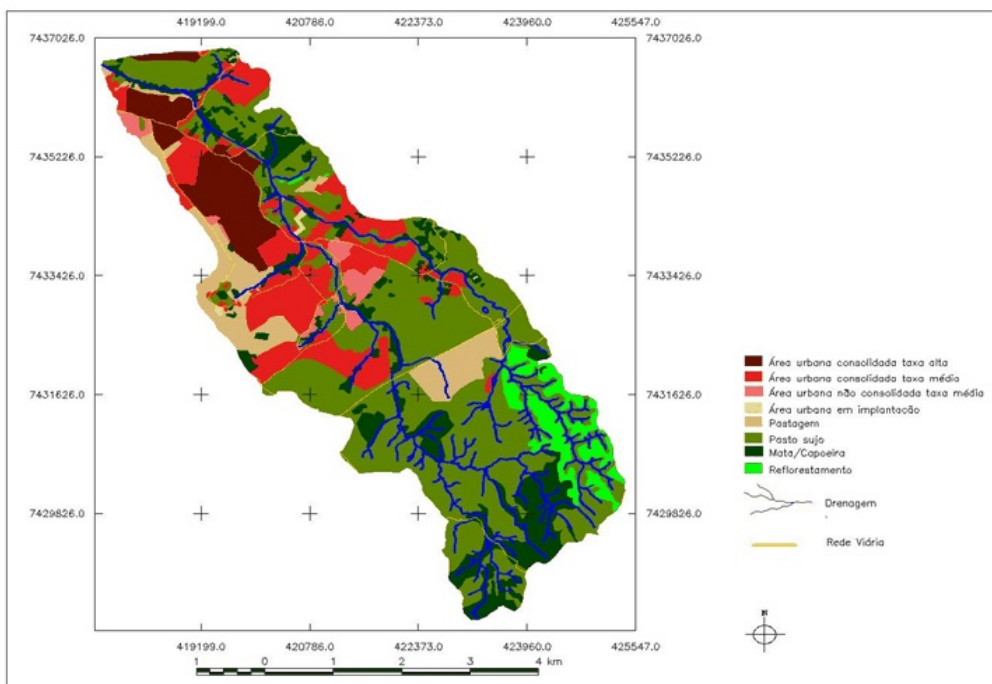 419199.0 420786.0 422373.0 423960.0 425547.0
7437026.0 7437026.0
7435226.0 7435226.0
7433426.0 7433426.0
7431626.0 7431626.0
7429826.0 7429826.0
419199.0 420786.0 422373.0 423960.0 425547.0
1 0 1 2 3 4 km
Área urbana consolidada taxa alta
Área urbana consolidada taxa média
Área urbana não consolidada taxa média
Área urbana em implantação
Pastagem
Pasto sujo
Mata/Capoeira
Reflorestamento
Drenagem
Rede Viária
N